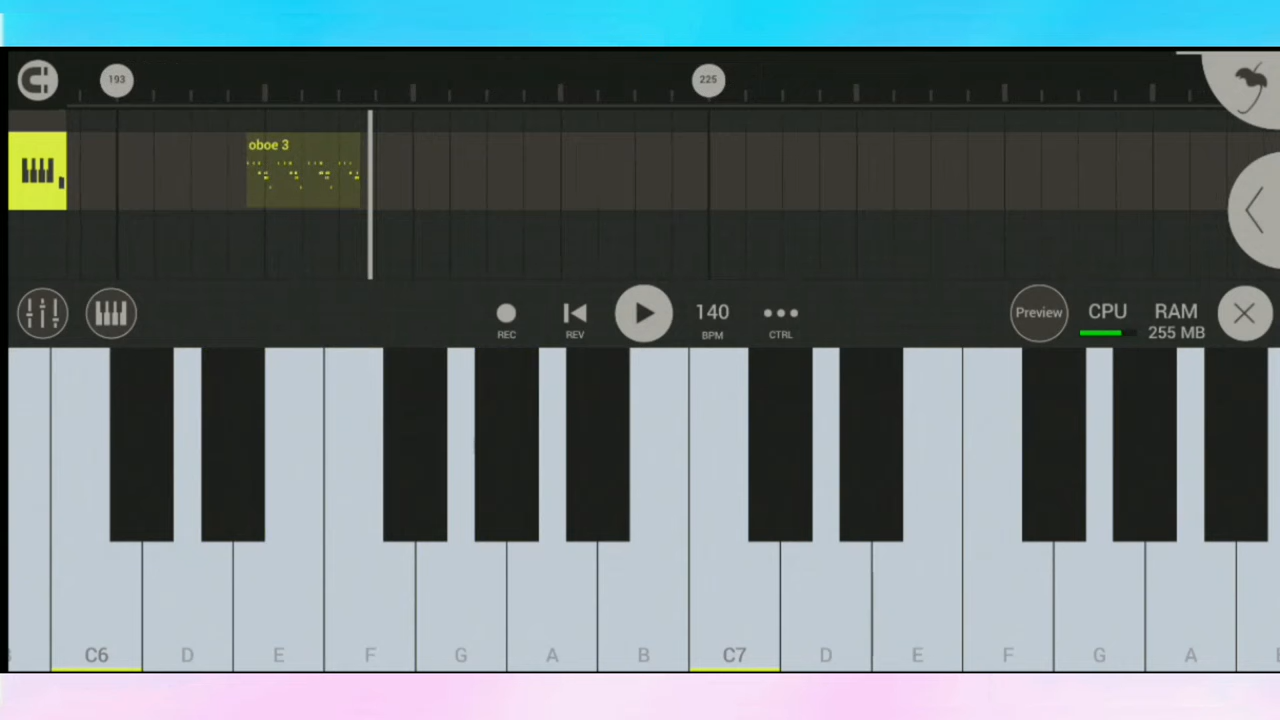 193
225
oboe 3
REC
REV
140
BPM
CTRL
Preview
CPU
RAM
255 MB
C6 D E F G A B C7 D E F G A